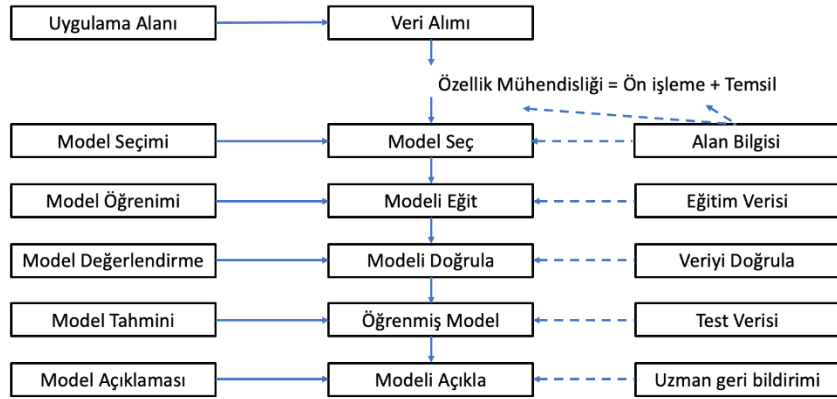 Uygulama Alanı
Veri Alımı
Özellik Mühendisliği = Ön işleme + Temsil
Model Seçimi
Model Seç
Alan Bilgisi
Model Öğrenimi
Modeli Eğit
Eğitim Verisi
Model Değerlendirme
Modeli Doğrula
Veriyi Doğrula
Model Tahmini
Öğrenmiş Model
Test Verisi
Model Açıklaması
Modeli Açıkla
Uzman geri bildirimi